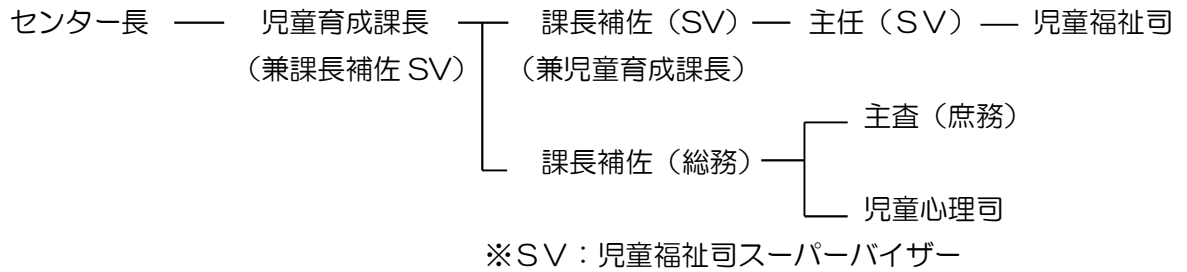 センター長 児童育成課長 課長補佐（SV） 主任（ＳＶ） 児童福祉司
（兼課長補佐 SV） （兼児童育成課長）
主査（庶務）
課長補佐（総務）
児童心理司
※ＳＶ：児童福祉司スーパーバイザー